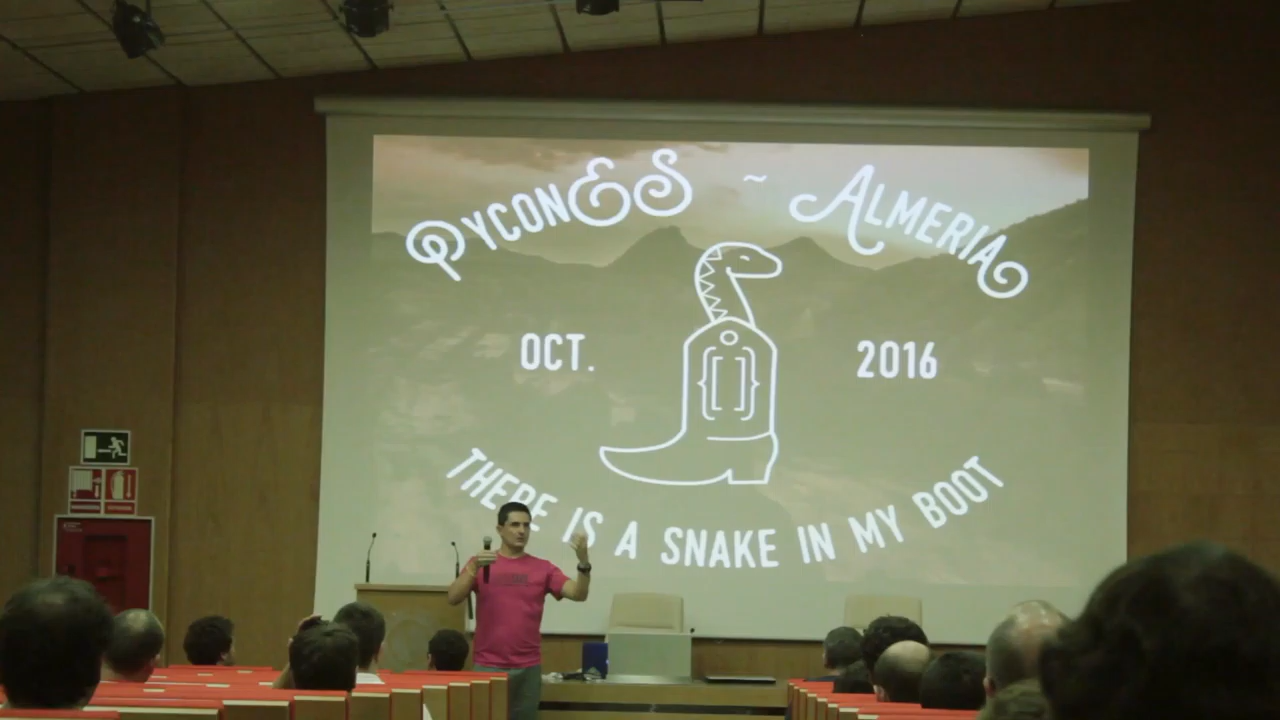 PYCONES ~ ALMERIA
OCT. 2016
{[]}
THERE IS A SNAKE IN MY BOOT